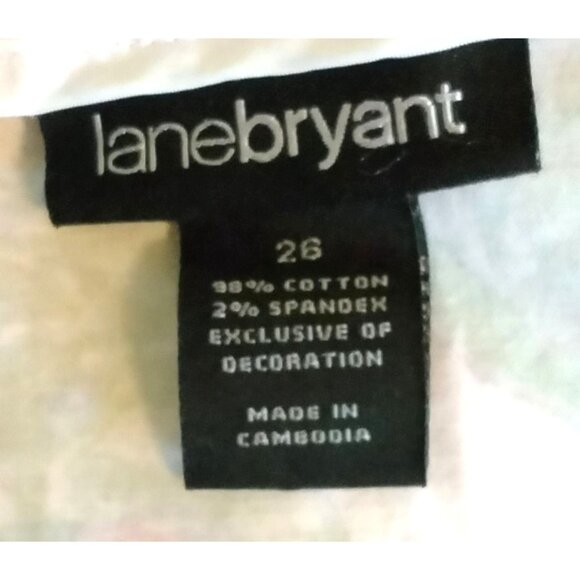 lanebryant
26
98% COTTON
2% SPANDEX
EXCLUSIVE OF
DECORATION
MADE IN
CAMBODIA